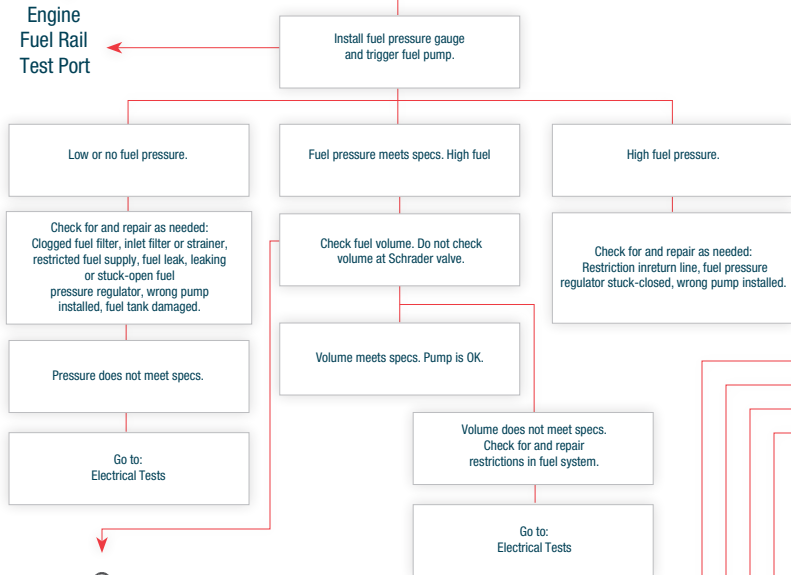 Engine
Fuel Rail
Test Port
Install fuel pressure gauge
and trigger fuel pump.
Low or no fuel pressure.
Fuel pressure meets specs. High fuel
High fuel pressure.
Check for and repair as needed:
Clogged fuel filter, inlet filter or strainer,
restricted fuel supply, fuel leak, leaking
or stuck-open fuel
pressure regulator, wrong pump
installed, fuel tank damaged.
Check fuel volume. Do not check
volume at Schrader valve.
Check for and repair as needed:
Restriction inreturn line, fuel pressure
regulator stuck-closed, wrong pump installed.
Pressure does not meet specs.
Volume meets specs. Pump is OK.
Go to:
Electrical Tests
Volume does not meet specs.
Check for and repair
restrictions in fuel system.
Go to:
Electrical Tests